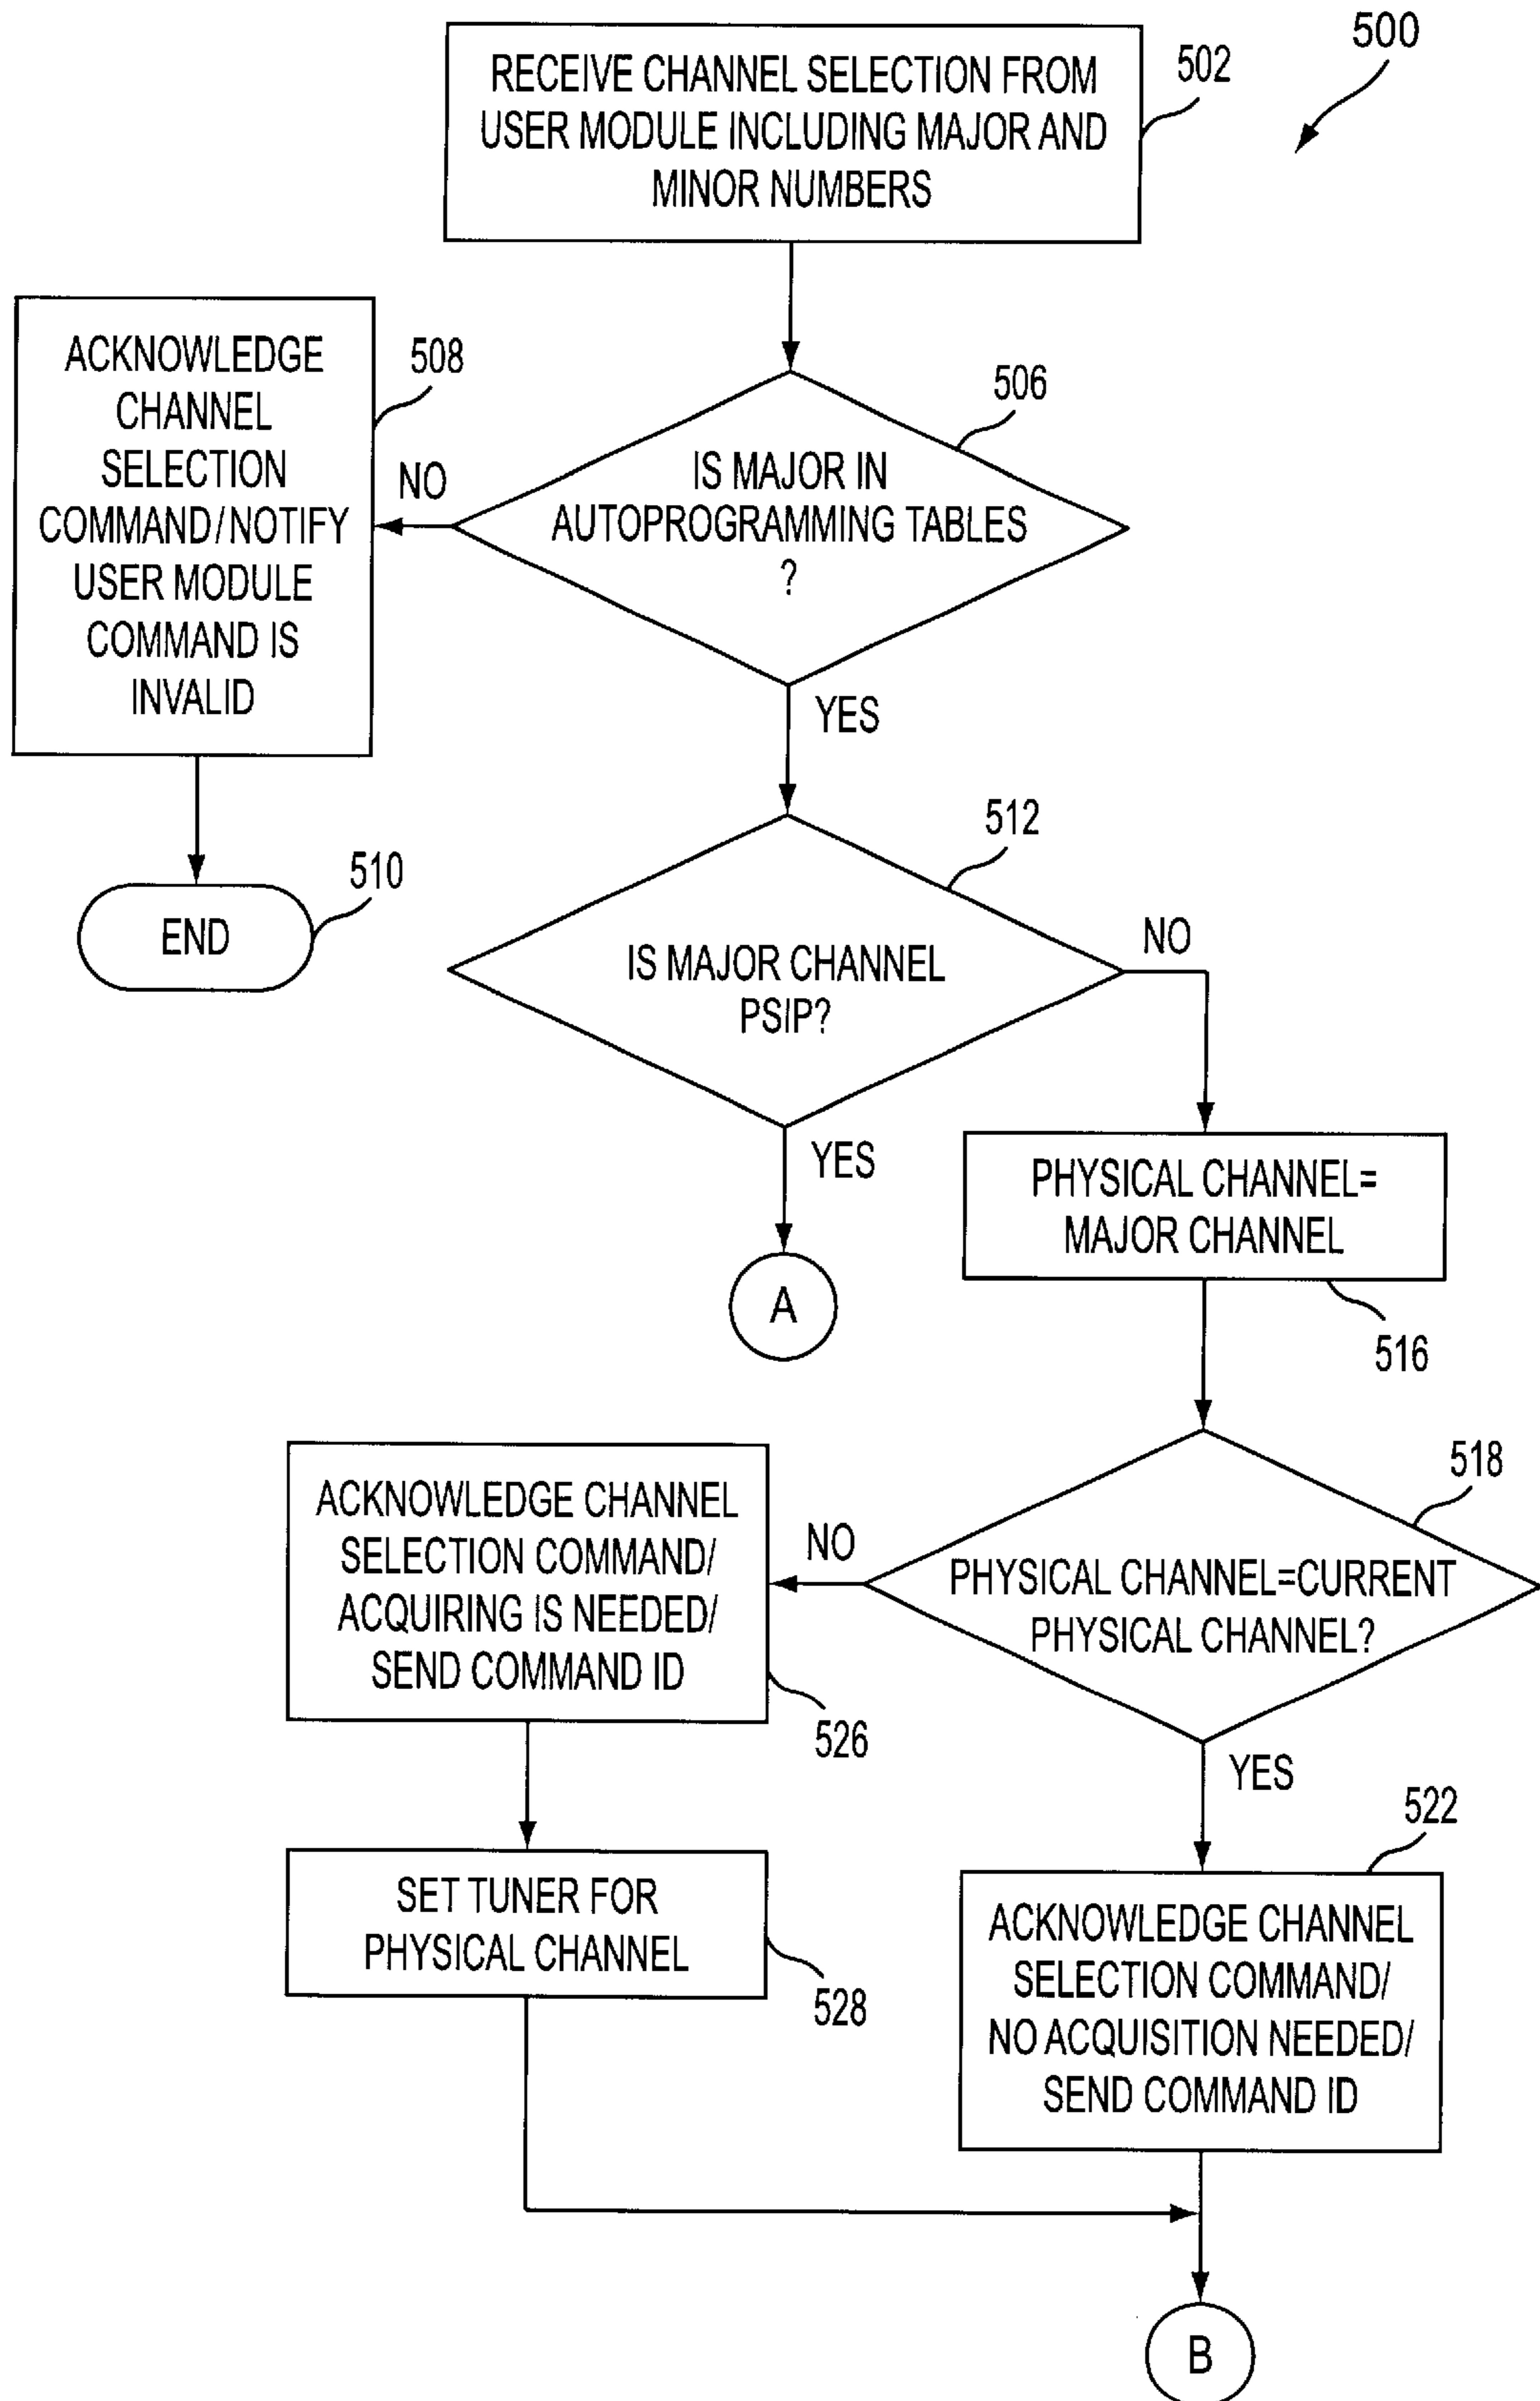 500
RECEIVE CHANNEL SELECTION FROM
USER MODULE INCLUDING MAJOR AND
MINOR NUMBERS
502
ACKNOWLEDGE
CHANNEL
SELECTION
COMMAND/NOTIFY
USER MODULE
COMMAND IS
INVALID
508
NO
506
IS MAJOR IN
AUTOPROGRAMMING TABLES
?
YES
END
510
512
IS MAJOR CHANNEL
PSIP?
NO
YES
A
PHYSICAL CHANNEL=
MAJOR CHANNEL
516
518
PHYSICAL CHANNEL=CURRENT
PHYSICAL CHANNEL?
NO
YES
ACKNOWLEDGE CHANNEL
SELECTION COMMAND/
ACQUIRING IS NEEDED/
SEND COMMAND ID
526
SET TUNER FOR
PHYSICAL CHANNEL
528
522
ACKNOWLEDGE CHANNEL
SELECTION COMMAND/
NO ACQUISITION NEEDED/
SEND COMMAND ID
B